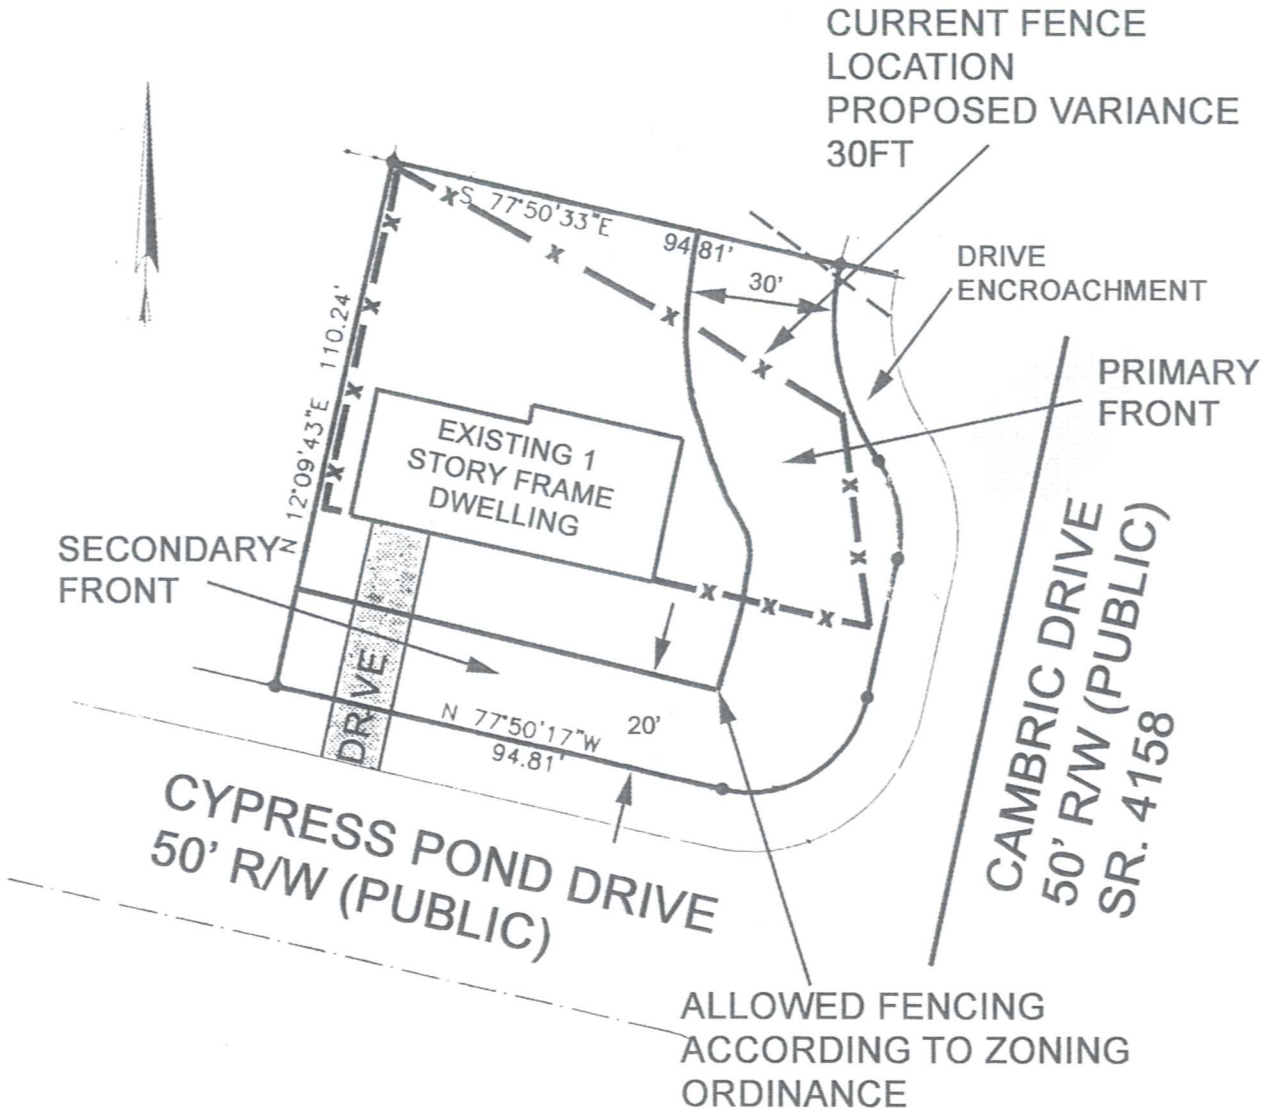 CURRENT FENCE
LOCATION
PROPOSED VARIANCE
30FT
S 77°50'33"E
94.81'
30'
DRIVE
ENCROACHMENT
PRIMARY
FRONT
N 12°09'43"E 110.24'
EXISTING 1
STORY FRAME
DWELLING
SECONDARY
FRONT
DRIVE
N 77°50'17"W
94.81'
20'
CYPRESS POND DRIVE
50' R/W (PUBLIC)
CAMBRIC DRIVE
50' R/W (PUBLIC)
SR. 4158
ALLOWED FENCING
ACCORDING TO ZONING
ORDINANCE